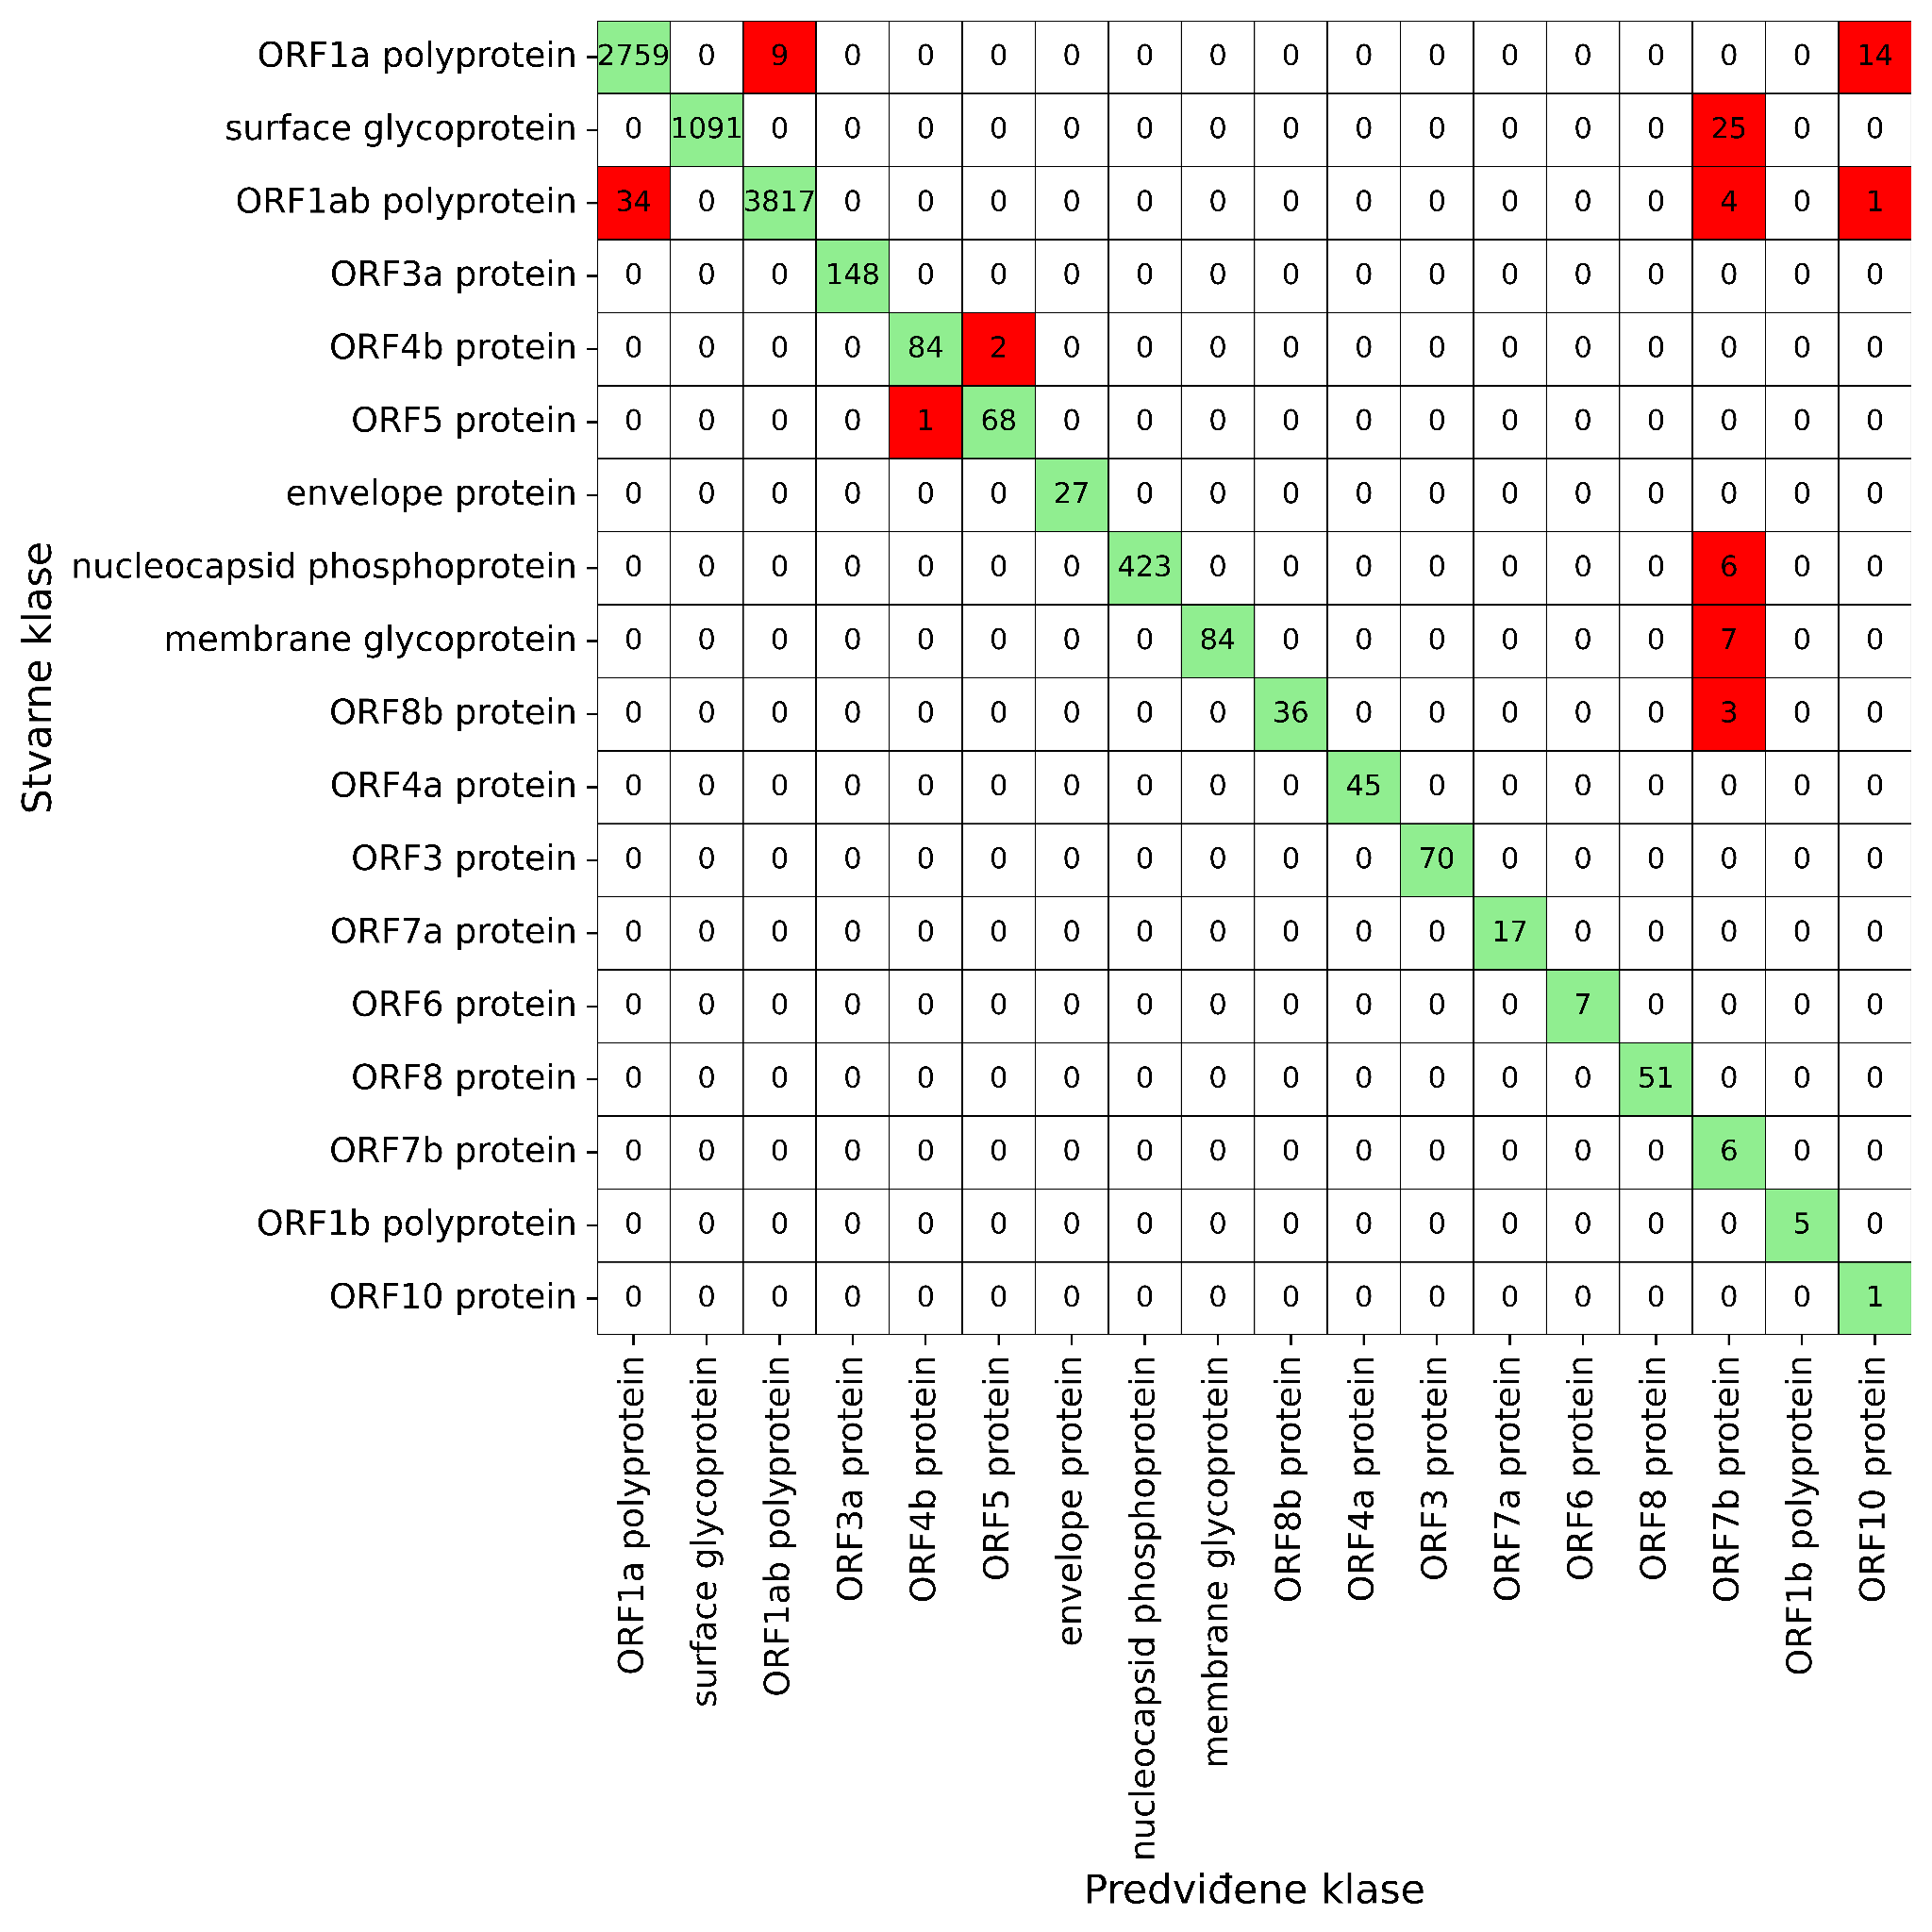 Stvarne klase
ORF1a polyprotein 2759 0 9 0 0 0 0 0 0 0 0 0 0 0 0 0 0 14
surface glycoprotein 0 1091 0 0 0 0 0 0 0 0 0 0 0 0 0 25 0 0
ORF1ab polyprotein 34 0 3817 0 0 0 0 0 0 0 0 0 0 0 0 4 0 1
ORF3a protein 0 0 0 148 0 0 0 0 0 0 0 0 0 0 0 0 0 0
ORF4b protein 0 0 0 0 84 2 0 0 0 0 0 0 0 0 0 0 0 0
ORF5 protein 0 0 0 0 1 68 0 0 0 0 0 0 0 0 0 0 0 0
envelope protein 0 0 0 0 0 0 27 0 0 0 0 0 0 0 0 0 0 0
nucleocapsid phosphoprotein 0 0 0 0 0 0 0 423 0 0 0 0 0 0 0 6 0 0
membrane glycoprotein 0 0 0 0 0 0 0 0 84 0 0 0 0 0 0 7 0 0
ORF8b protein 0 0 0 0 0 0 0 0 0 36 0 0 0 0 0 3 0 0
ORF4a protein 0 0 0 0 0 0 0 0 0 0 45 0 0 0 0 0 0 0
ORF3 protein 0 0 0 0 0 0 0 0 0 0 0 70 0 0 0 0 0 0
ORF7a protein 0 0 0 0 0 0 0 0 0 0 0 0 17 0 0 0 0 0
ORF6 protein 0 0 0 0 0 0 0 0 0 0 0 0 0 7 0 0 0 0
ORF8 protein 0 0 0 0 0 0 0 0 0 0 0 0 0 0 51 0 0 0
ORF7b protein 0 0 0 0 0 0 0 0 0 0 0 0 0 0 0 6 0 0
ORF1b polyprotein 0 0 0 0 0 0 0 0 0 0 0 0 0 0 0 0 5 0
ORF10 protein 0 0 0 0 0 0 0 0 0 0 0 0 0 0 0 0 0 1
ORF1a polyprotein
surface glycoprotein
ORF1ab polyprotein
ORF3a protein
ORF4b protein
ORF5 protein
envelope protein
nucleocapsid phosphoprotein
membrane glycoprotein
ORF8b protein
ORF4a protein
ORF3 protein
ORF7a protein
ORF6 protein
ORF8 protein
ORF7b protein
ORF1b polyprotein
ORF10 protein
Predviđene klase